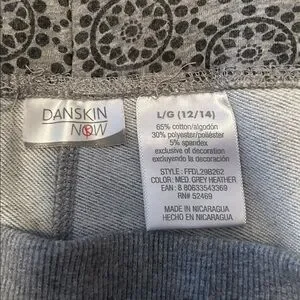 DANSKIN
NOW
L/G (12/14)
65% cotton/algodón
30% polyester/poliéster
5% spandex
exclusive of decoration
excluyendo la decoración
STYLE : FFDL29B262
COLOR: MED. GREY HEATHER
EAN : 8 80633543369
RN# 52469
MADE IN NICARAGUA
HECHO EN NICARAGUA